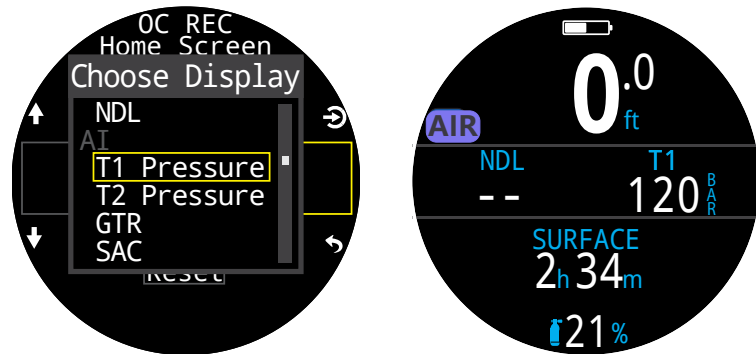 OC REC
Home Screen
Choose Display
NDL
AI
T1 Pressure
T2 Pressure
GTR
SAC
Reset
0.0
ft
AIR
NDL T1
-- 120 BAR
SURFACE
2h 34m
21%